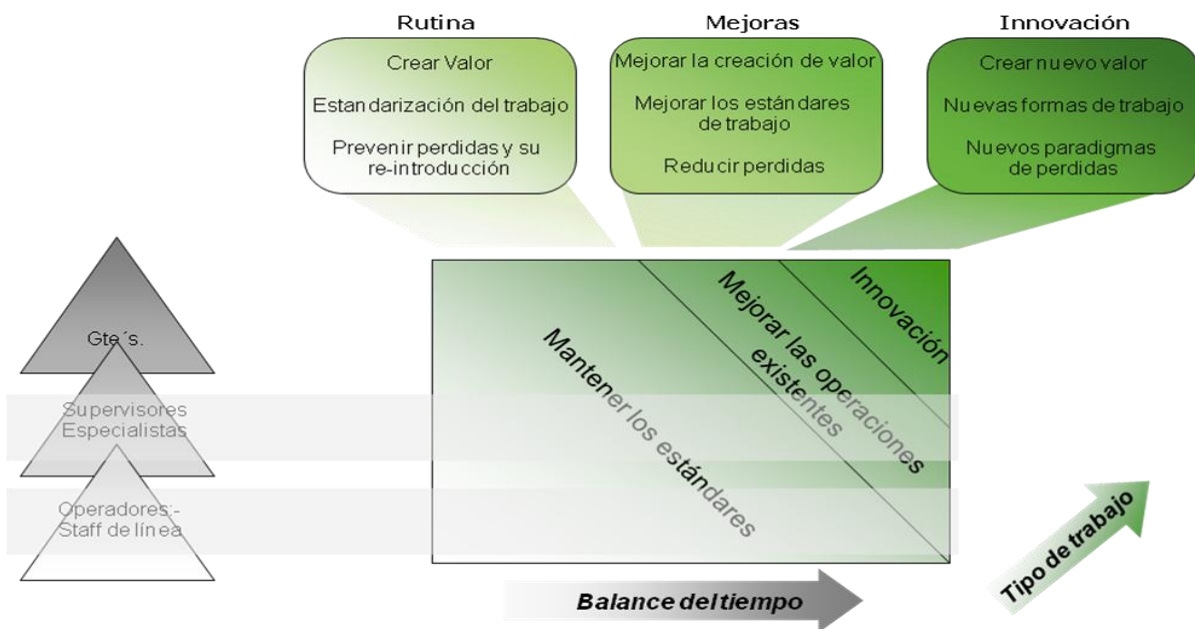 Rutina
Crear Valor
Estandarización del trabajo
Prevenir perdidas y su
re-introducción
Mejoras
Mejorar la creación de valor
Mejorar los estándares
de trabajo
Reducir perdidas
Innovación
Crear nuevo valor
Nuevas formas de trabajo
Nuevos paradigmas
de perdidas
Gte´s.
Supervisores
Especialistas
Operadores:-
Staff de línea
Mantener los estándares
Mejorar las operaciones
existentes
Innovación
Balance del tiempo
Tipo de trabajo